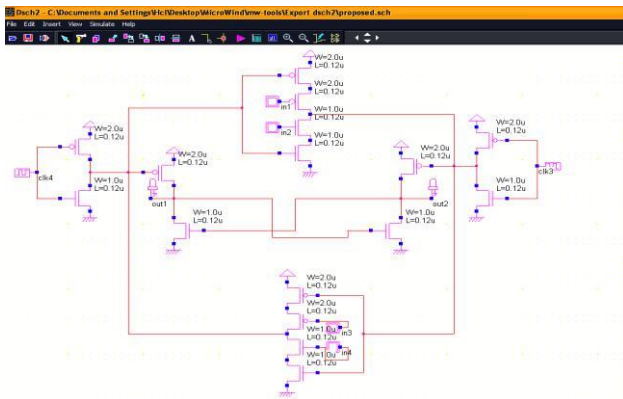 Dsch2 - C:\Documents and Settings\Hcl\Desktop\MicroWind\mw-tools\Export dsch2\proposed.sch
File Edit Insert View Simulate Help
W=2.0u
L=0.12u
W=2.0u
L=0.12u
in1
W=1.0u
L=0.12u
in2
W=1.0u
L=0.12u
W=2.0u
L=0.12u
W=2.0u
L=0.12u
clk4
W=2.0u
L=0.12u
W=2.0u
L=0.12u
clk3
W=1.0u
L=0.12u
out1
out2
W=1.0u
L=0.12u
W=1.0u
L=0.12u
W=1.0u
L=0.12u
W=2.0u
L=0.12u
W=2.0u
L=0.12u
W=1.0u
L=0.12u
in3
W=1.0u
L=0.12u
in4